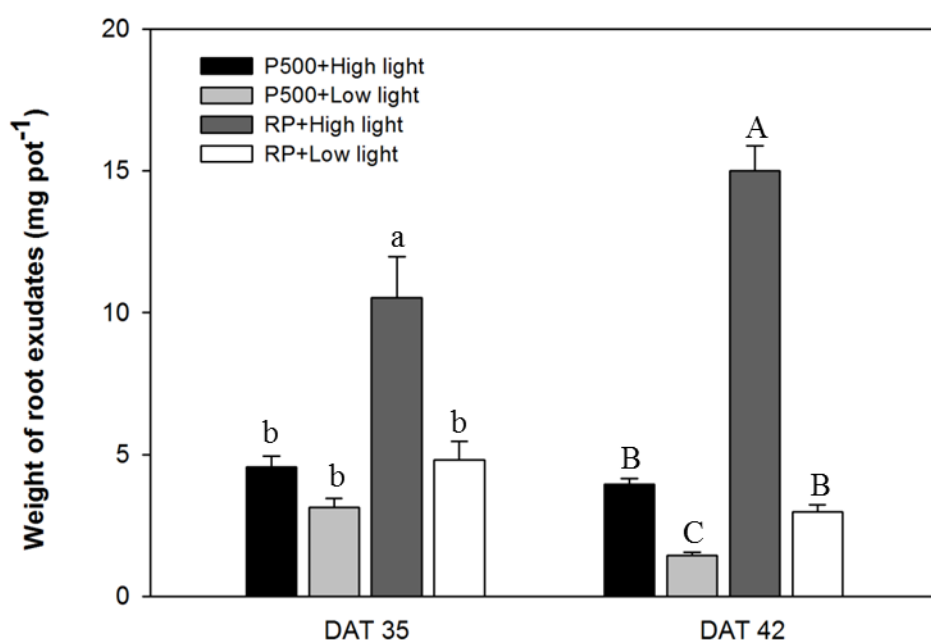 Weight of root exudates (mg pot⁻¹)
20
15
10
5
0
P500+High light
P500+Low light
RP+High light
RP+Low light
b
b
a
b
B
C
A
B
DAT 35
DAT 42